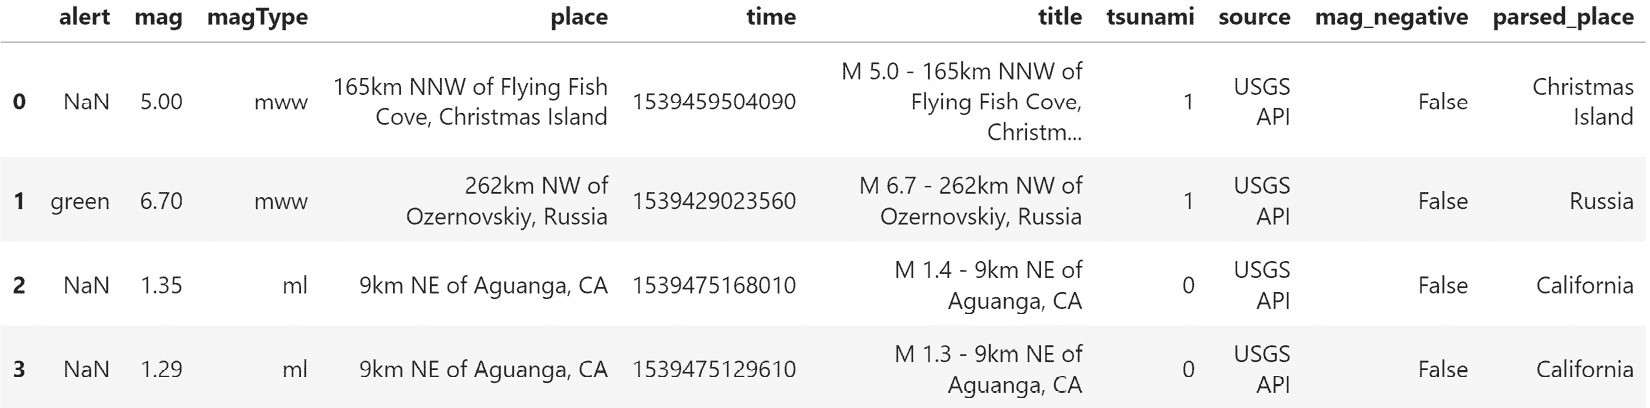 alert mag magType place time title tsunami source mag_negative parsed_place
0 NaN 5.00 mww 165km NNW of Flying Fish Cove, Christmas Island 1539459504090 M 5.0 - 165km NNW of Flying Fish Cove, Christm... 1 USGS API False Christmas Island
1 green 6.70 mww 262km NW of Ozernovskiy, Russia 1539429023560 M 6.7 - 262km NW of Ozernovskiy, Russia 1 USGS API False Russia
2 NaN 1.35 ml 9km NE of Aguanga, CA 1539475168010 M 1.4 - 9km NE of Aguanga, CA 0 USGS API False California
3 NaN 1.29 ml 9km NE of Aguanga, CA 1539475129610 M 1.3 - 9km NE of Aguanga, CA 0 USGS API False California